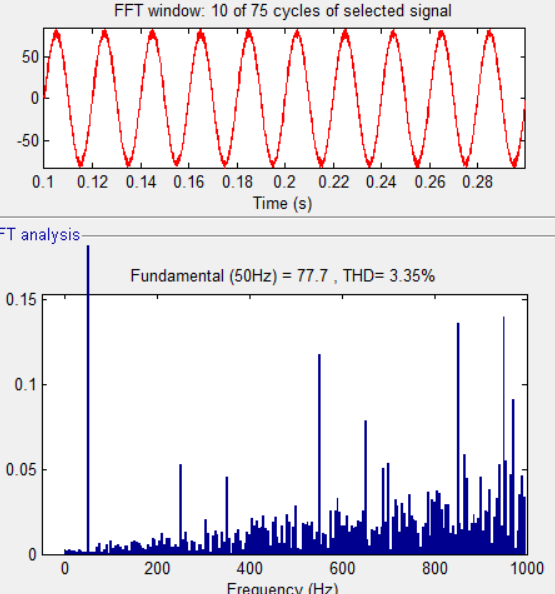 FFT window: 10 of 75 cycles of selected signal
50
0
-50
0.1 0.12 0.14 0.16 0.18 0.2 0.22 0.24 0.26 0.28
Time (s)
FT analysis
Fundamental (50Hz) = 77.7 , THD= 3.35%
0.15
0.1
0.05
0
0 200 400 600 800 1000
Frequency (Hz)